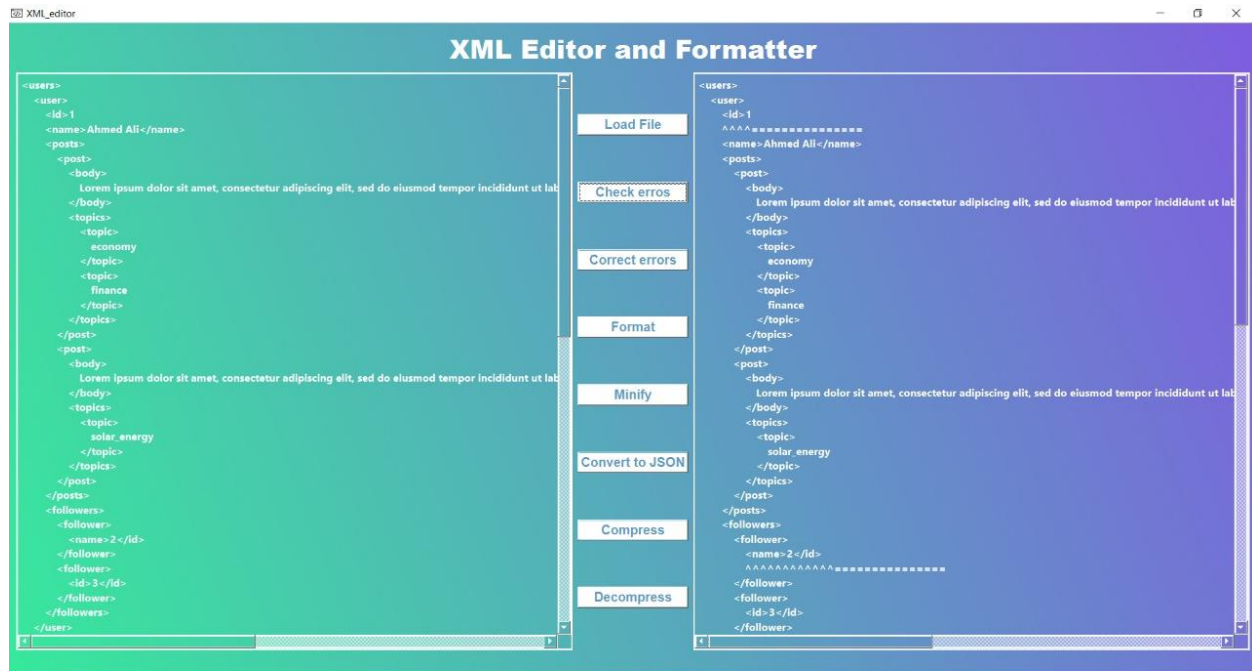 XML_editor
XML Editor and Formatter
<users>
<user>
<id>1
<name>Ahmed Ali</name>
<posts>
<post>
<body>
Lorem ipsum dolor sit amet, consectetur adipiscing elit, sed do eiusmod tempor incididunt ut lab
</body>
<topics>
<topic>
economy
</topic>
<topic>
finance
</topic>
</topics>
</post>
<post>
<body>
Lorem ipsum dolor sit amet, consectetur adipiscing elit, sed do eiusmod tempor incididunt ut lab
</body>
<topics>
<topic>
solar_energy
</topic>
</topics>
</post>
</posts>
<followers>
<follower>
<name>2</id>
</follower>
<follower>
<id>3</id>
</follower>
</followers>
</user>
Load File
Check erros
Correct errors
Format
Minify
Convert to JSON
Compress
Decompress
<users>
<user>
<id>1
^^^^===============
<name>Ahmed Ali</name>
<posts>
<post>
<body>
Lorem ipsum dolor sit amet, consectetur adipiscing elit, sed do eiusmod tempor incididunt ut lab
</body>
<topics>
<topic>
economy
</topic>
<topic>
finance
</topic>
</topics>
</post>
<post>
<body>
Lorem ipsum dolor sit amet, consectetur adipiscing elit, sed do eiusmod tempor incididunt ut lab
</body>
<topics>
<topic>
solar_energy
</topic>
</topics>
</post>
</posts>
<followers>
<follower>
<name>2</id>
^^^^^^^^^^^^===============
</follower>
<follower>
<id>3</id>
</follower>